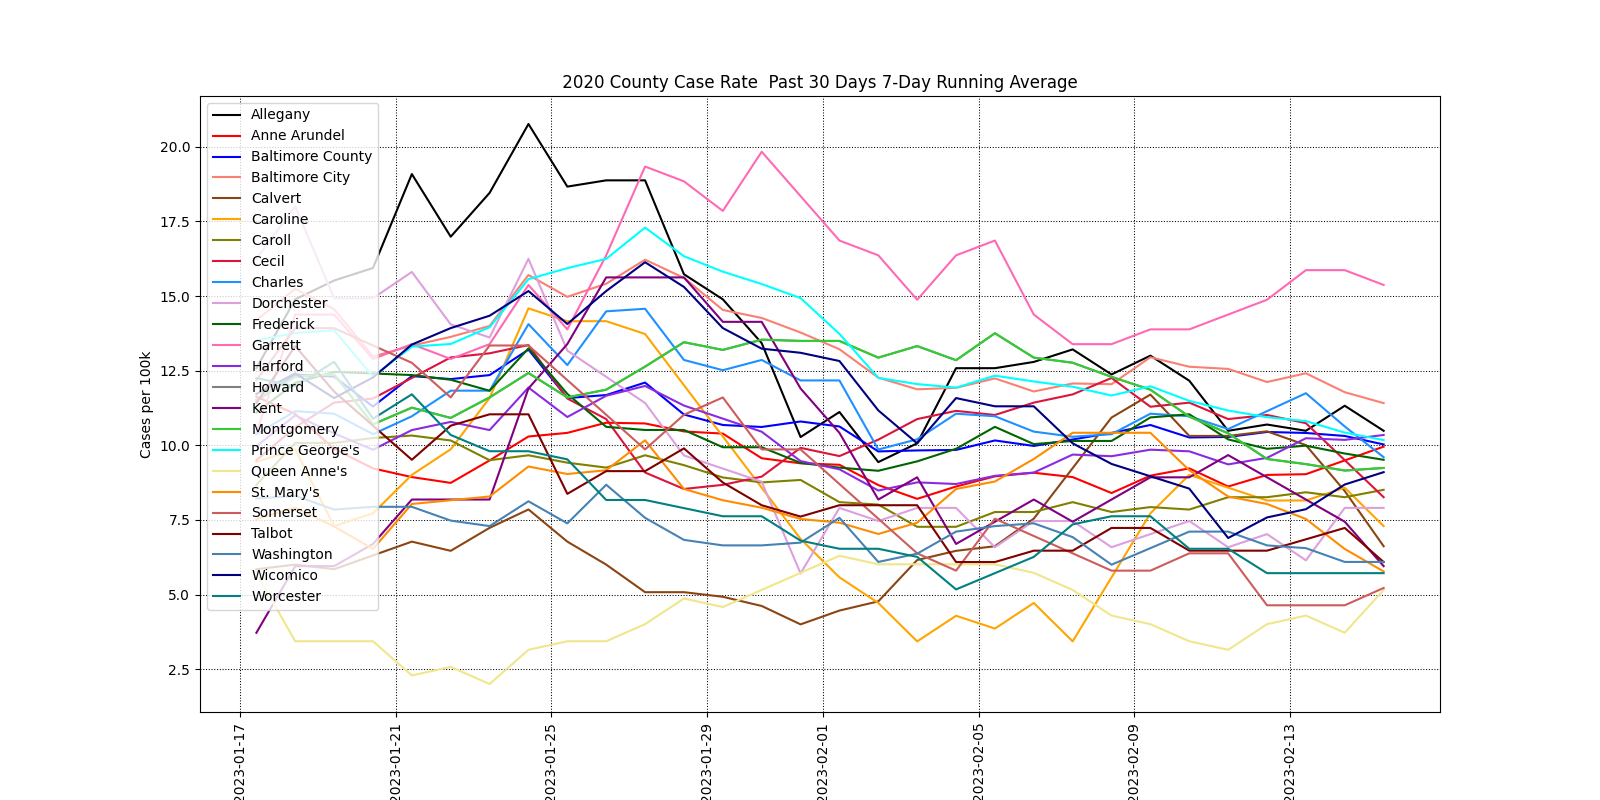 2020 County Case Rate  Past 30 Days 7-Day Running Average
Cases per 100k
20.0
17.5
15.0
12.5
10.0
7.5
5.0
2.5
Allegany
Anne Arundel
Baltimore County
Baltimore City
Calvert
Caroline
Caroll
Cecil
Charles
Dorchester
Frederick
Garrett
Harford
Howard
Kent
Montgomery
Prince George's
Queen Anne's
St. Mary's
Somerset
Talbot
Washington
Wicomico
Worcester
2023-01-17
2023-01-21
2023-01-25
2023-01-29
2023-02-01
2023-02-05
2023-02-09
2023-02-13